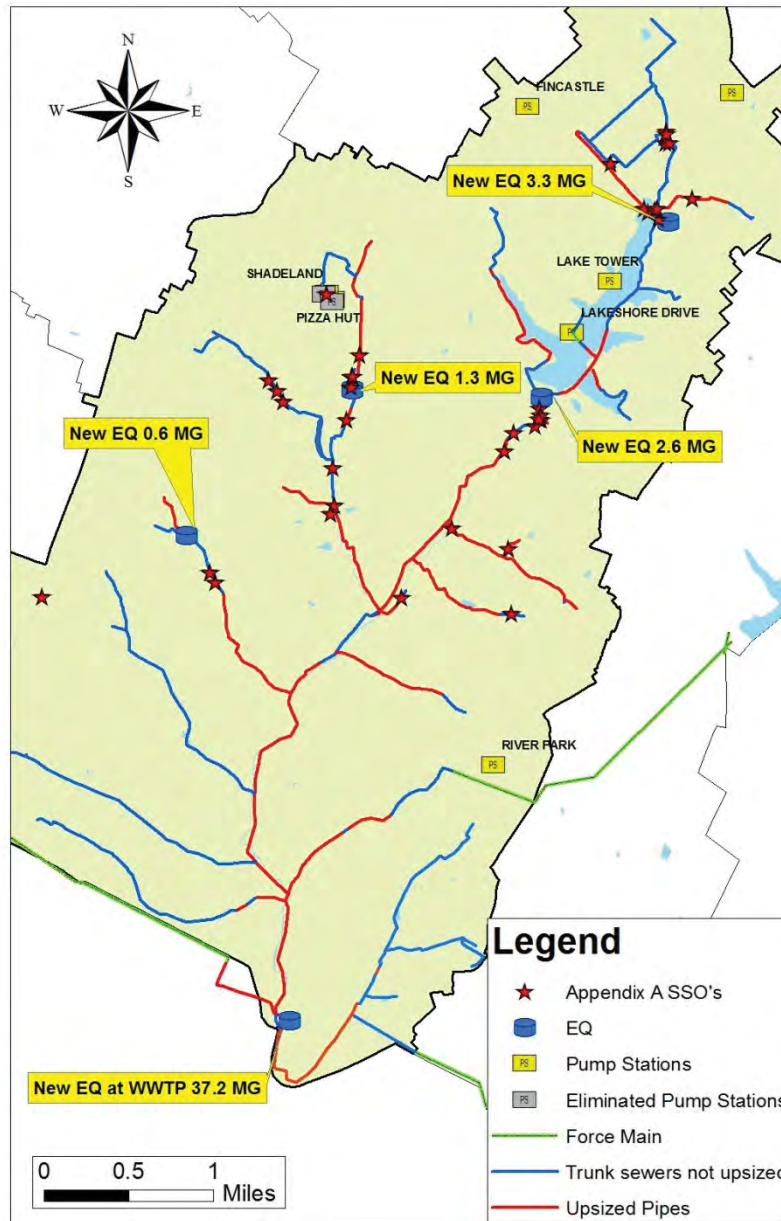 N
W E
S
FINCASTLE
PS
PS
New EQ 3.3 MG
SHADELAND
PS
PIZZA HUT
LAKE TOWER
PS
LAKESHORE DRIVE
PS
New EQ 1.3 MG
New EQ 0.6 MG
New EQ 2.6 MG
RIVER PARK
PS
New EQ at WWTP 37.2 MG
0 0.5 1
Miles
Legend
Appendix A SSO's
EQ
PS Pump Stations
PS Eliminated Pump Stations
Force Main
Trunk sewers not upsized
Upsized Pipes